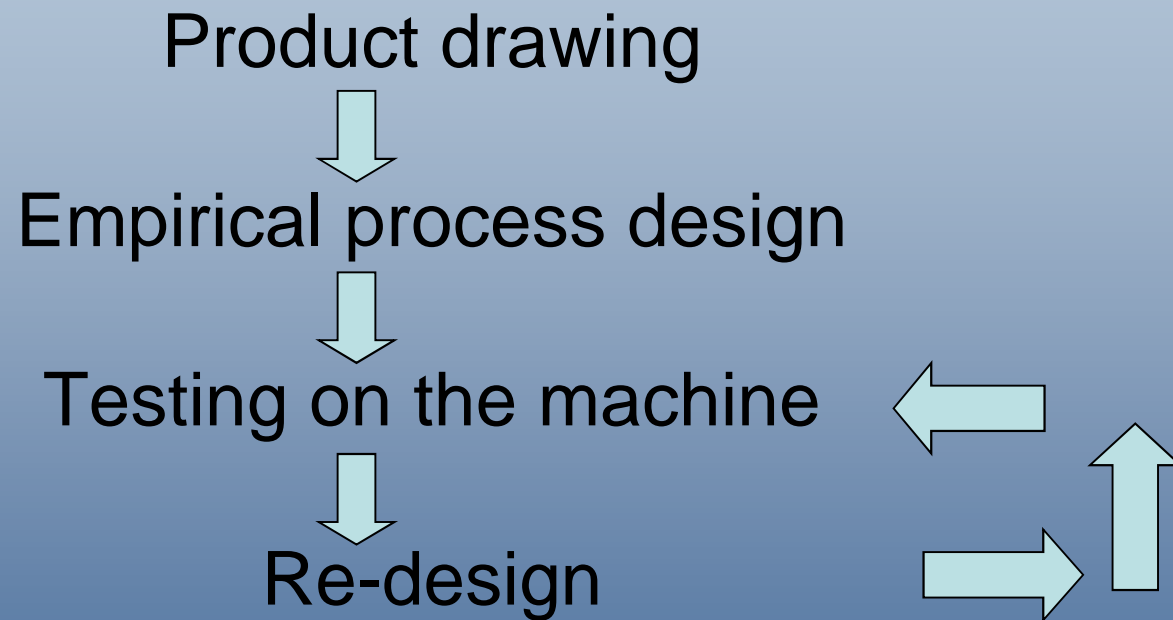 Product drawing
Empirical process design
Testing on the machine
Re-design